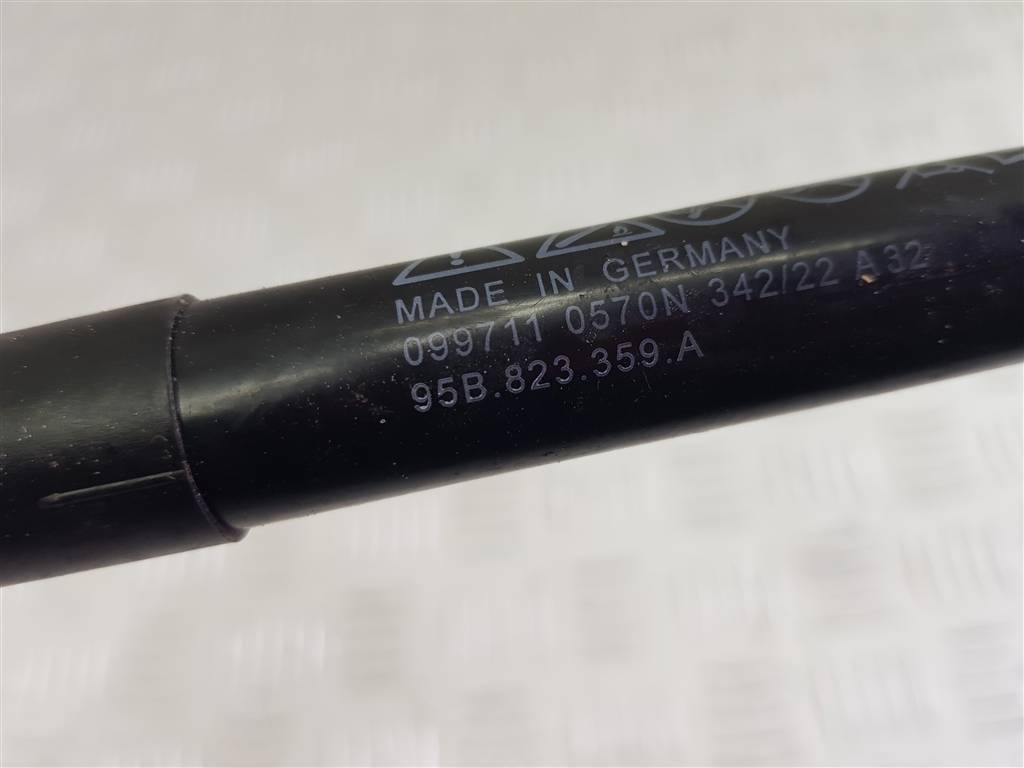 MADE IN GERMANY
099711 0570N 342/22 A32
95B.823.359.A